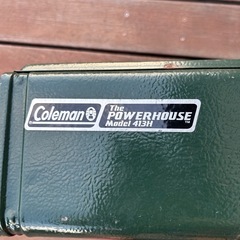 Coleman
The
POWERHOUSE
Model 413H